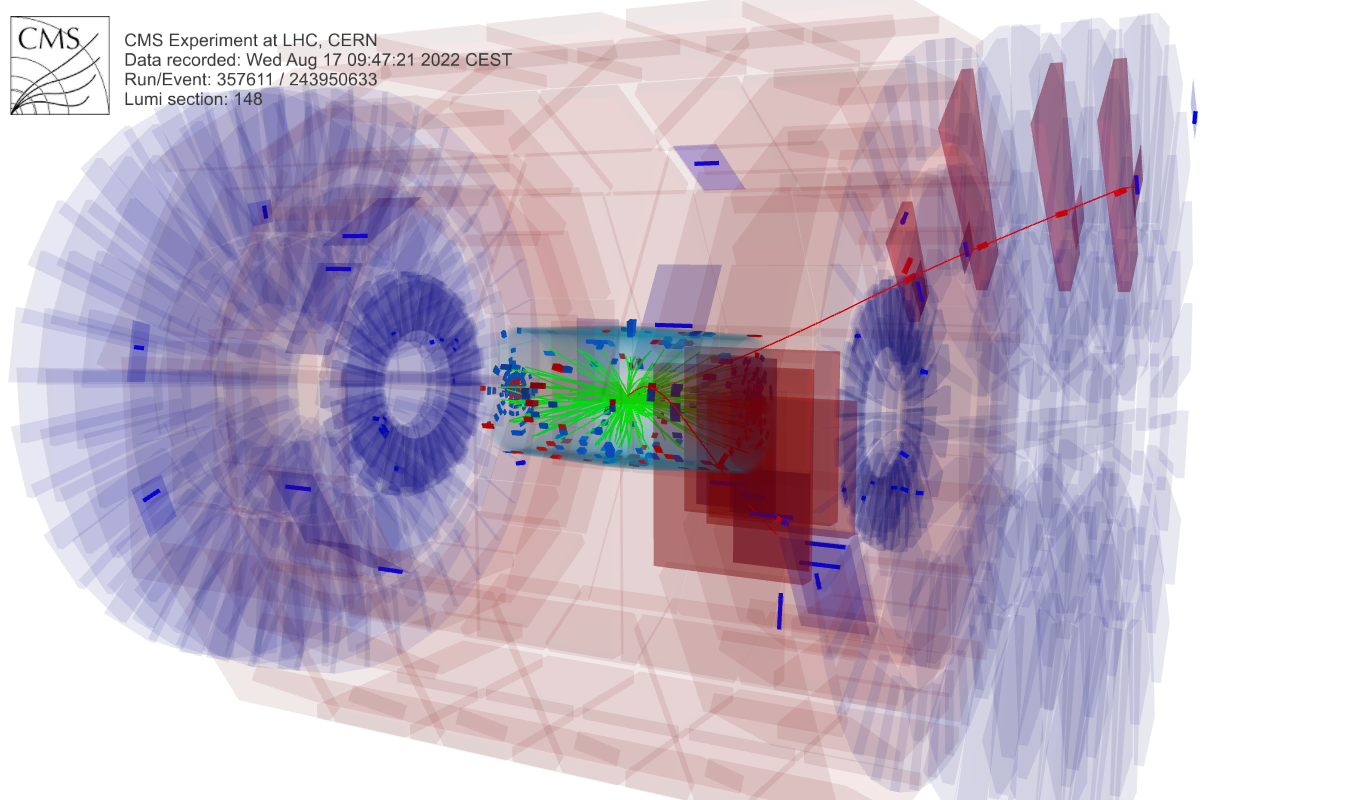 CMS
CMS Experiment at LHC, CERN
Data recorded: Wed Aug 17 09:47:21 2022 CEST
Run/Event: 357611 / 243950633
Lumi section: 148